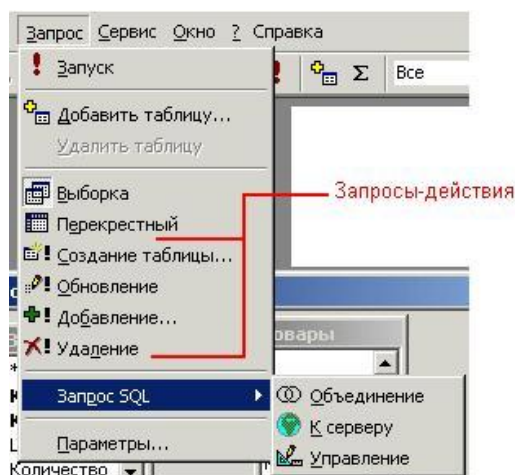 Запрос Сервис Окно ? Справка
Запуск
Σ Все
Добавить таблицу...
Удалить таблицу
Выборка
Запросы-действия
Перекрестный
Создание таблицы...
Обновление
Добавление...
овары
Удаление
Запрос SQL
Объединение
К серверу
Параметры...
Управление
Количество